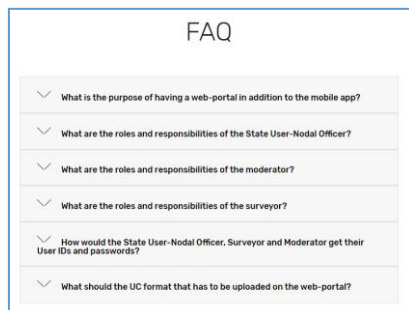 FAQ
What is the purpose of having a web-portal in addition to the mobile app?
What are the roles and responsibilities of the State User-Nodal Officer?
What are the roles and responsibilities of the moderator?
What are the roles and responsibilities of the surveyor?
How would the State User-Nodal Officer, Surveyor and Moderator get their
User IDs and passwords?
What should the UC format that has to be uploaded on the web-portal?